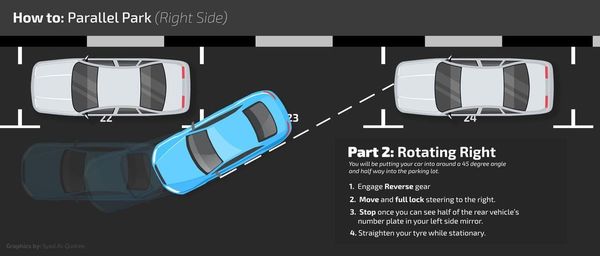 How to: Parallel Park (Right Side)
22
23
24
Part 2: Rotating Right
You will be putting your car into around a 45 degree angle
and half way into the parking lot.
1. Engage Reverse gear
2. Move and full lock steering to the right.
3. Stop once you can see half of the rear vehicle's
number plate in your left side mirror.
4. Straighten your tyre while stationary.
Graphics by: Syed Al-Qudree